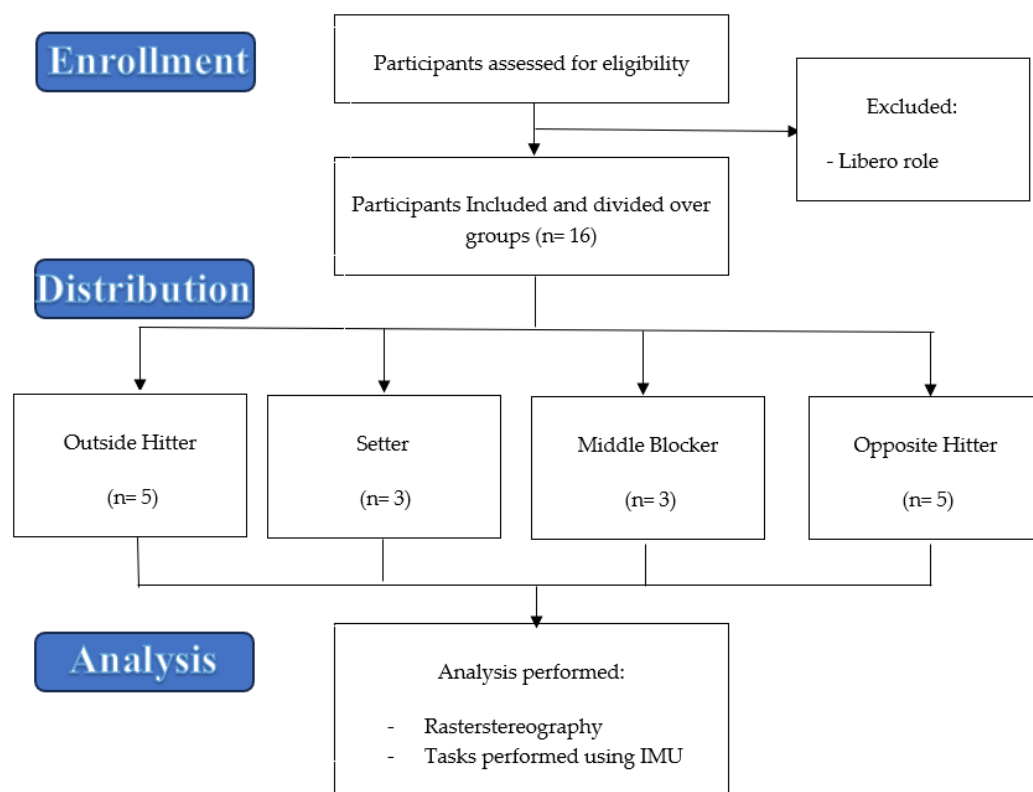 Enrollment
Participants assessed for eligibility
Excluded:
- Libero role
Participants Included and divided over
groups (n= 16)
Distribution
Outside Hitter
(n= 5)
Setter
(n= 3)
Middle Blocker
(n= 3)
Opposite Hitter
(n= 5)
Analysis
Analysis performed:
- Rasterstereography
- Tasks performed using IMU